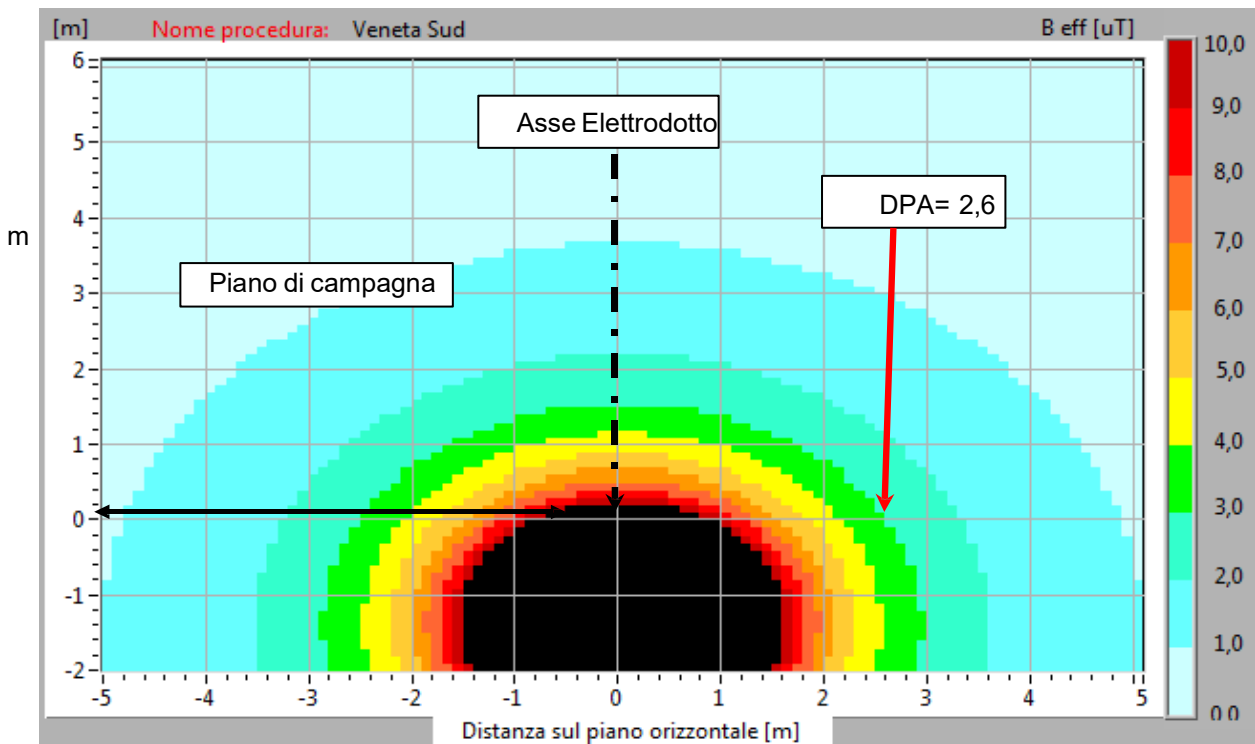 [m] Nome procedura: Veneta Sud B eff [uT]
Asse Elettrodotto
DPA= 2,6
m
Piano di campagna
6
5
4
3
2
1
0
-1
-2
-5 -4 -3 -2 -1 0 1 2 3 4 5
Distanza sul piano orizzontale [m]
10,0
9,0
8,0
7,0
6,0
5,0
4,0
3,0
2,0
1,0
0,0